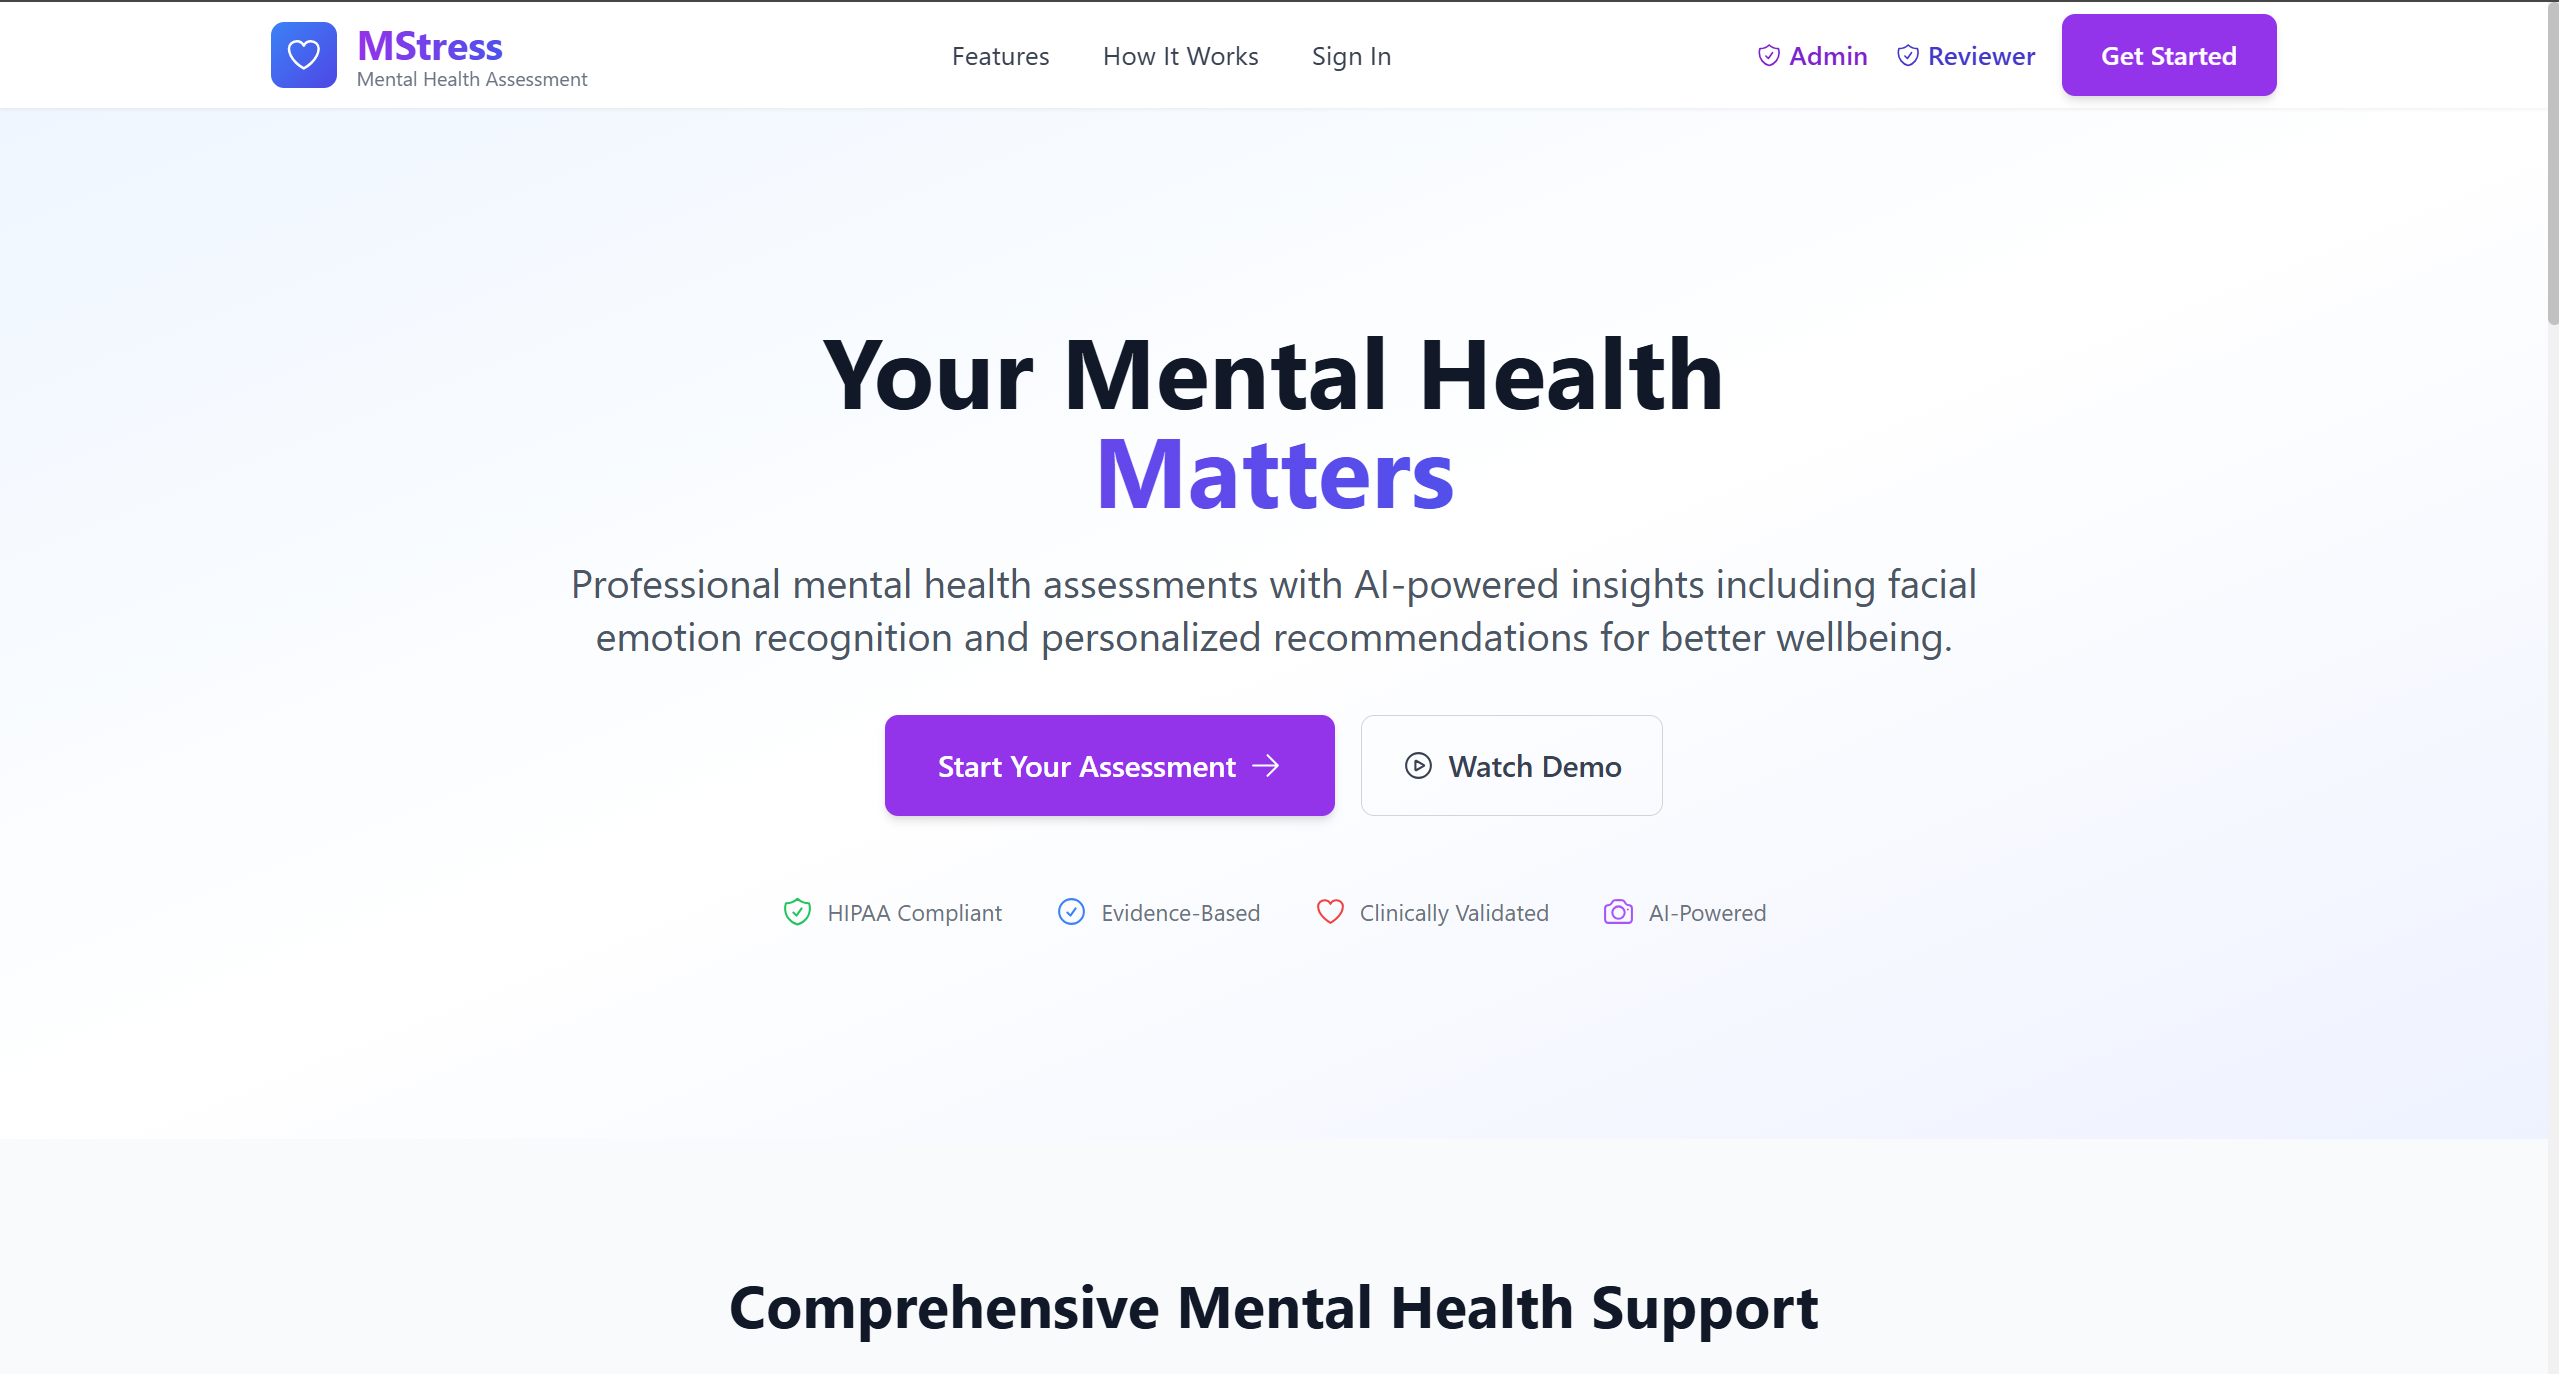 MStress
Mental Health Assessment
Features
How It Works
Sign In
Admin
Reviewer
Get Started
Your Mental Health
Matters
Professional mental health assessments with AI-powered insights including facial
emotion recognition and personalized recommendations for better wellbeing.
Start Your Assessment
Watch Demo
HIPAA Compliant
Evidence-Based
Clinically Validated
AI-Powered
Comprehensive Mental Health Support